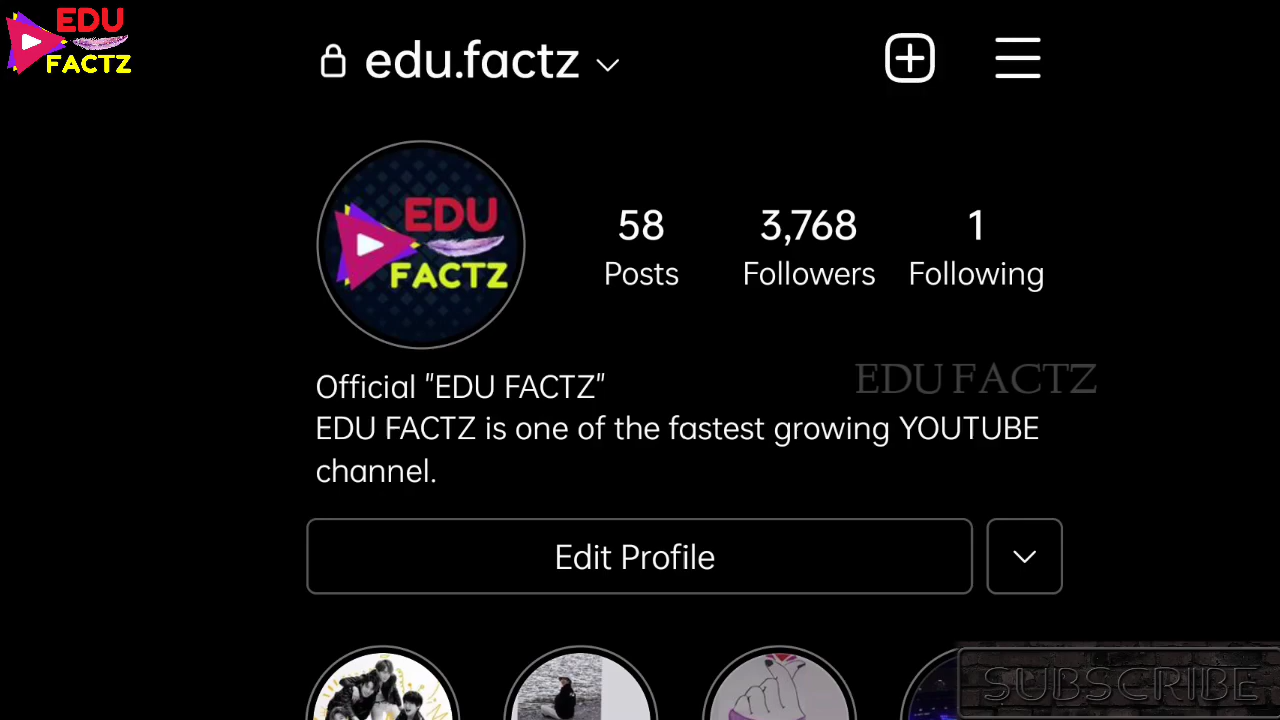 EDU
FACTZ
edu.factz
EDU
FACTZ
58
Posts
3,768
Followers
1
Following
Official "EDU FACTZ"
EDU FACTZ
EDU FACTZ is one of the fastest growing YOUTUBE
channel.
Edit Profile
SUBSCRIBE